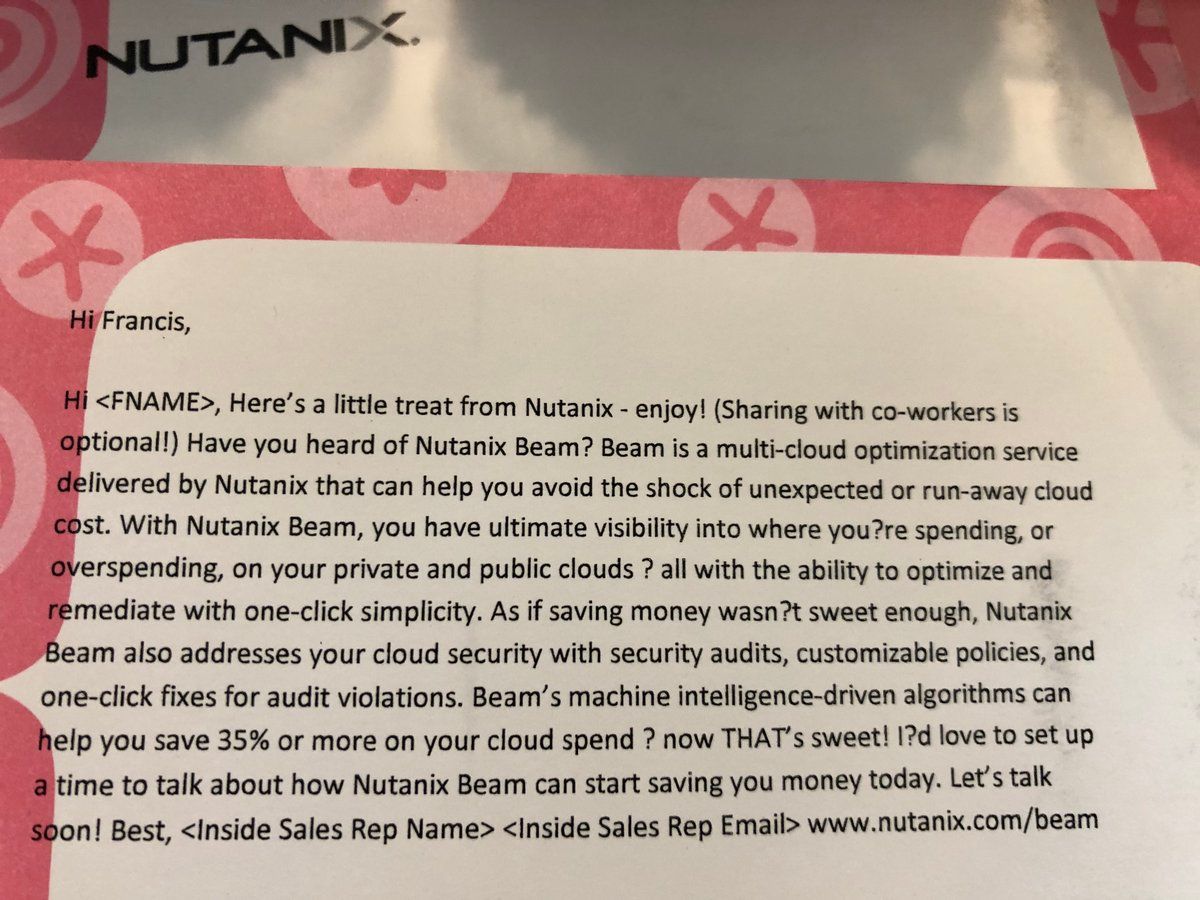 NUTANIX.
Hi Francis,
Hi <FNAME>, Here's a little treat from Nutanix - enjoy! (Sharing with co-workers is
optional!) Have you heard of Nutanix Beam? Beam is a multi-cloud optimization service
delivered by Nutanix that can help you avoid the shock of unexpected or run-away cloud
cost. With Nutanix Beam, you have ultimate visibility into where you?re spending, or
overspending, on your private and public clouds ? all with the ability to optimize and
remediate with one-click simplicity. As if saving money wasn?t sweet enough, Nutanix
Beam also addresses your cloud security with security audits, customizable policies, and
one-click fixes for audit violations. Beam's machine intelligence-driven algorithms can
help you save 35% or more on your cloud spend ? now THAT's sweet! I?d love to set up
a time to talk about how Nutanix Beam can start saving you money today. Let's talk
soon! Best, <Inside Sales Rep Name> <Inside Sales Rep Email> www.nutanix.com/beam